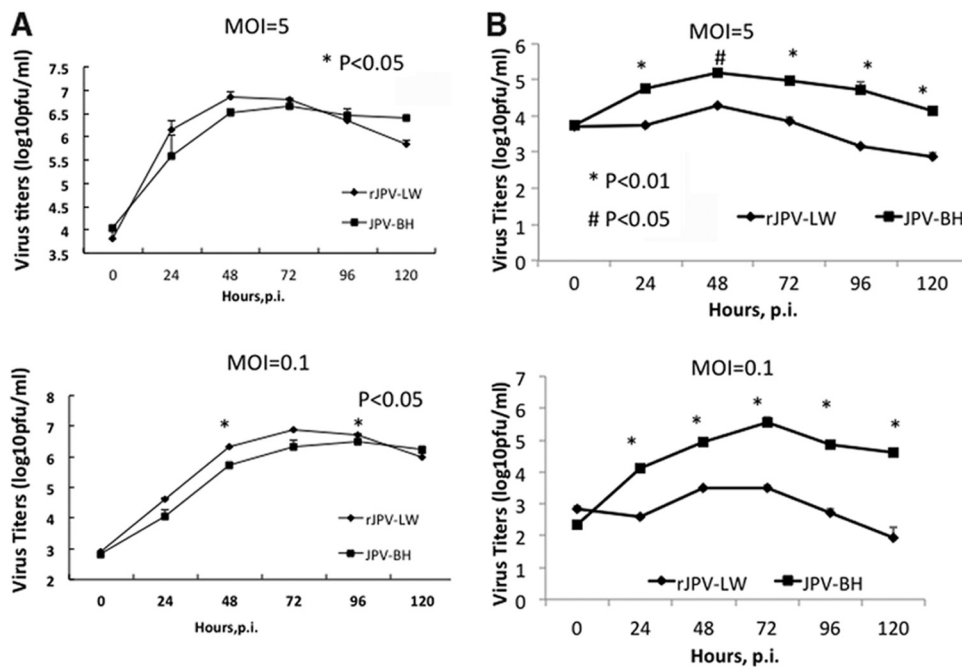 A
MOI=5
* P<0.05
Virus titers (log10pfu/ml)
7.5
7
6.5
6
5.5
5
4.5
4
3.5
rJPV-LW
JPV-BH
0 24 48 72 96 120
Hours,p.i.
B
MOI=5
Virus Titers (log10pfu/ml)
6
5
4
3
2
1
0
* # * * *
* P<0.01
# P<0.05
rJPV-LW JPV-BH
0 24 48 72 96 120
Hours, p.i.
MOI=0.1
P<0.05
* *
Virus Titers (log10pfu/ml)
8
7
6
5
4
3
2
rJPV-LW
JPV-BH
0 24 48 72 96 120
Hours,p.i.
MOI=0.1
Virus Titers (log10pfu/ml)
7
6
5
4
3
2
1
0
* * * * *
rJPV-LW JPV-BH
0 24 48 72 96 120
Hours, p.i.